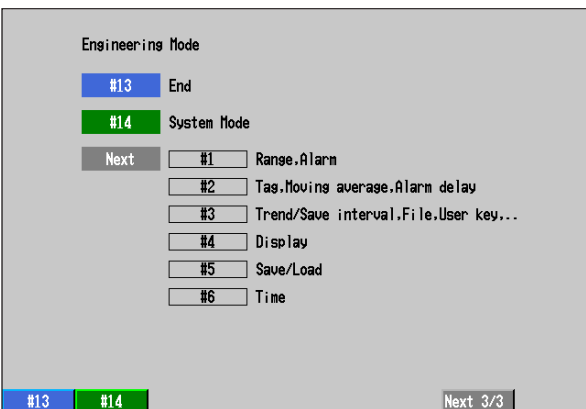 Engineering Mode
#13 End
#14 System Mode
Next #1 Range,Alarm
#2 Tag,Moving average,Alarm delay
#3 Trend/Save interval,File,User key,..
#4 Display
#5 Save/Load
#6 Time
#13 #14 Next 3/3